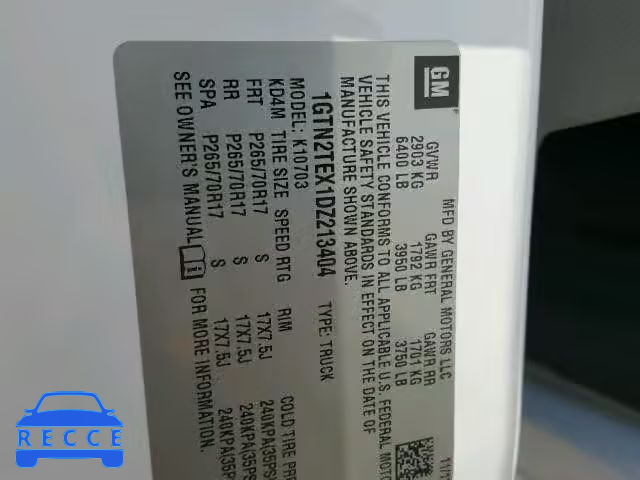 GM
MFD BY GENERAL MOTORS LLC
GVWR GAWR FRT GAWR RR
2903 KG 1792 KG 1701 KG
6400 LB 3950 LB 3750 LB
THIS VEHICLE CONFORMS TO ALL APPLICABLE U.S. FEDERAL
VEHICLE SAFETY STANDARDS IN EFFECT ON THE DATE OF
MANUFACTURE SHOWN ABOVE.
1GTN2TEX1DZ213404 TYPE: TRUCK
MODEL: K10703
KD4M TIRE SIZE SPEED RTG RIM COLD TIRE
FRT P265/70R17 S 17X7.5J 240KPA(35PS
RR P265/70R17 S 17X7.5J 240KPA(35PS
SPA P265/70R17 S 17X7.5J 240KPA(35PS
SEE OWNER'S MANUAL FOR MORE INFORMATION.
RECCE